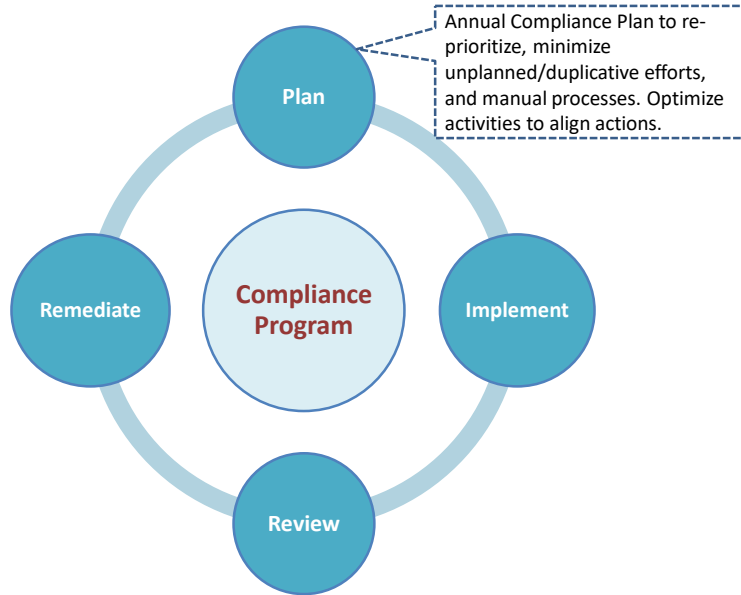 Annual Compliance Plan to re-
prioritize, minimize
unplanned/duplicative efforts,
and manual processes. Optimize
activities to align actions.
Plan
Remediate
Compliance
Program
Implement
Review